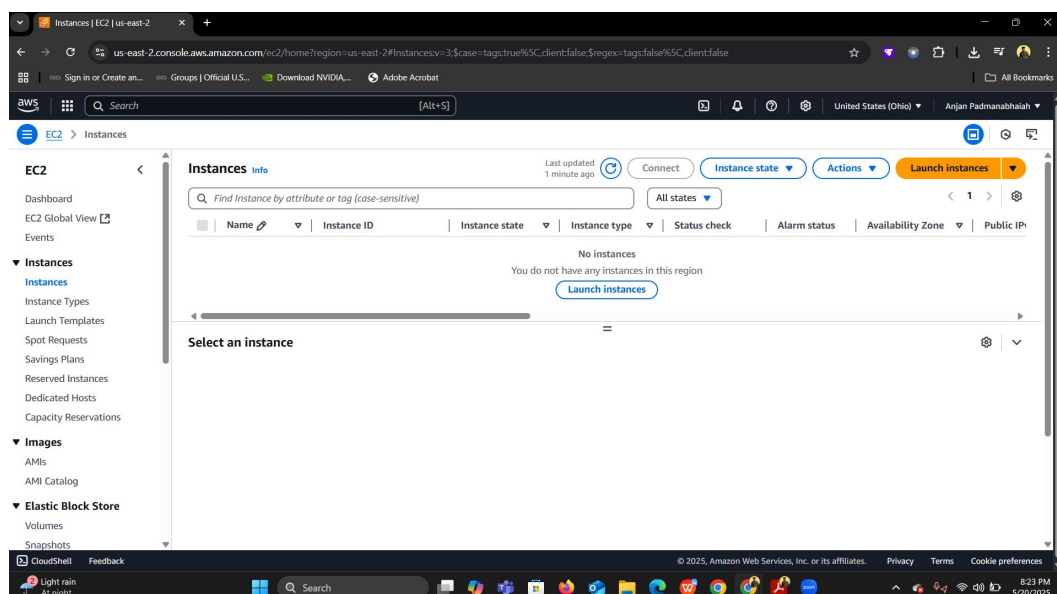 Instances | EC2 | us-east-2
us-east-2.console.aws.amazon.com/ec2/home?region=us-east-2#Instances:v=3;$case=tags:true%5C,client:false;$regex=tags:false%5C,client:false
Sign in or Create an... Groups | Official U.S... Download NVIDIA,... Adobe Acrobat All Bookmarks
aws Search [Alt+S] United States (Ohio) Anjan Padmanabhaiah
EC2 > Instances
EC2
Dashboard
EC2 Global View
Events
Instances
Instances
Instance Types
Launch Templates
Spot Requests
Savings Plans
Reserved Instances
Dedicated Hosts
Capacity Reservations
Images
AMIs
AMI Catalog
Elastic Block Store
Volumes
Snapshots
Instances Info
Last updated
1 minute ago
Connect Instance state Actions Launch instances
Find Instance by attribute or tag (case-sensitive) All states 1
Name Instance ID Instance state Instance type Status check Alarm status Availability Zone Public IPv
No instances
You do not have any instances in this region
Launch instances
Select an instance
CloudShell Feedback © 2025, Amazon Web Services, Inc. or its affiliates. Privacy Terms Cookie preferences
2 Light rain
At night
Search
zoom
8:23 PM
5/20/2025